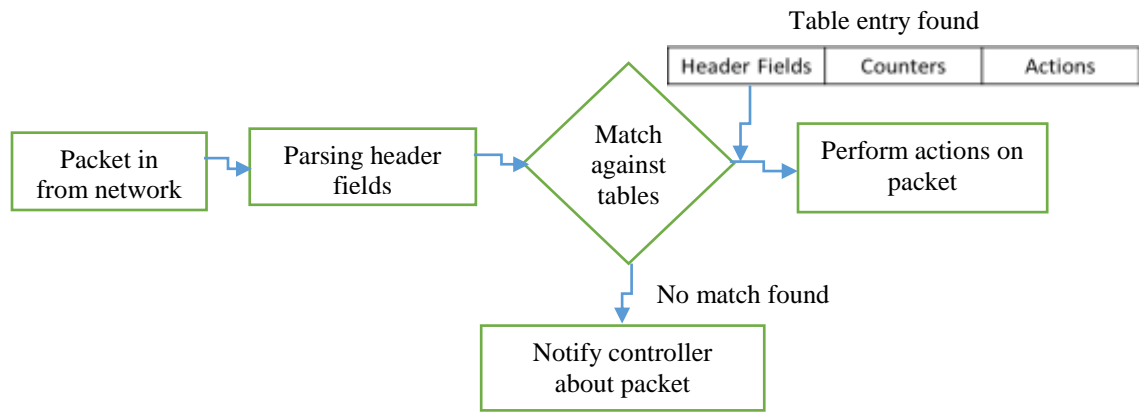 Table entry found
Header Fields Counters Actions
Packet in
from network
Parsing header
fields
Match
against
tables
Perform actions on
packet
No match found
Notify controller
about packet